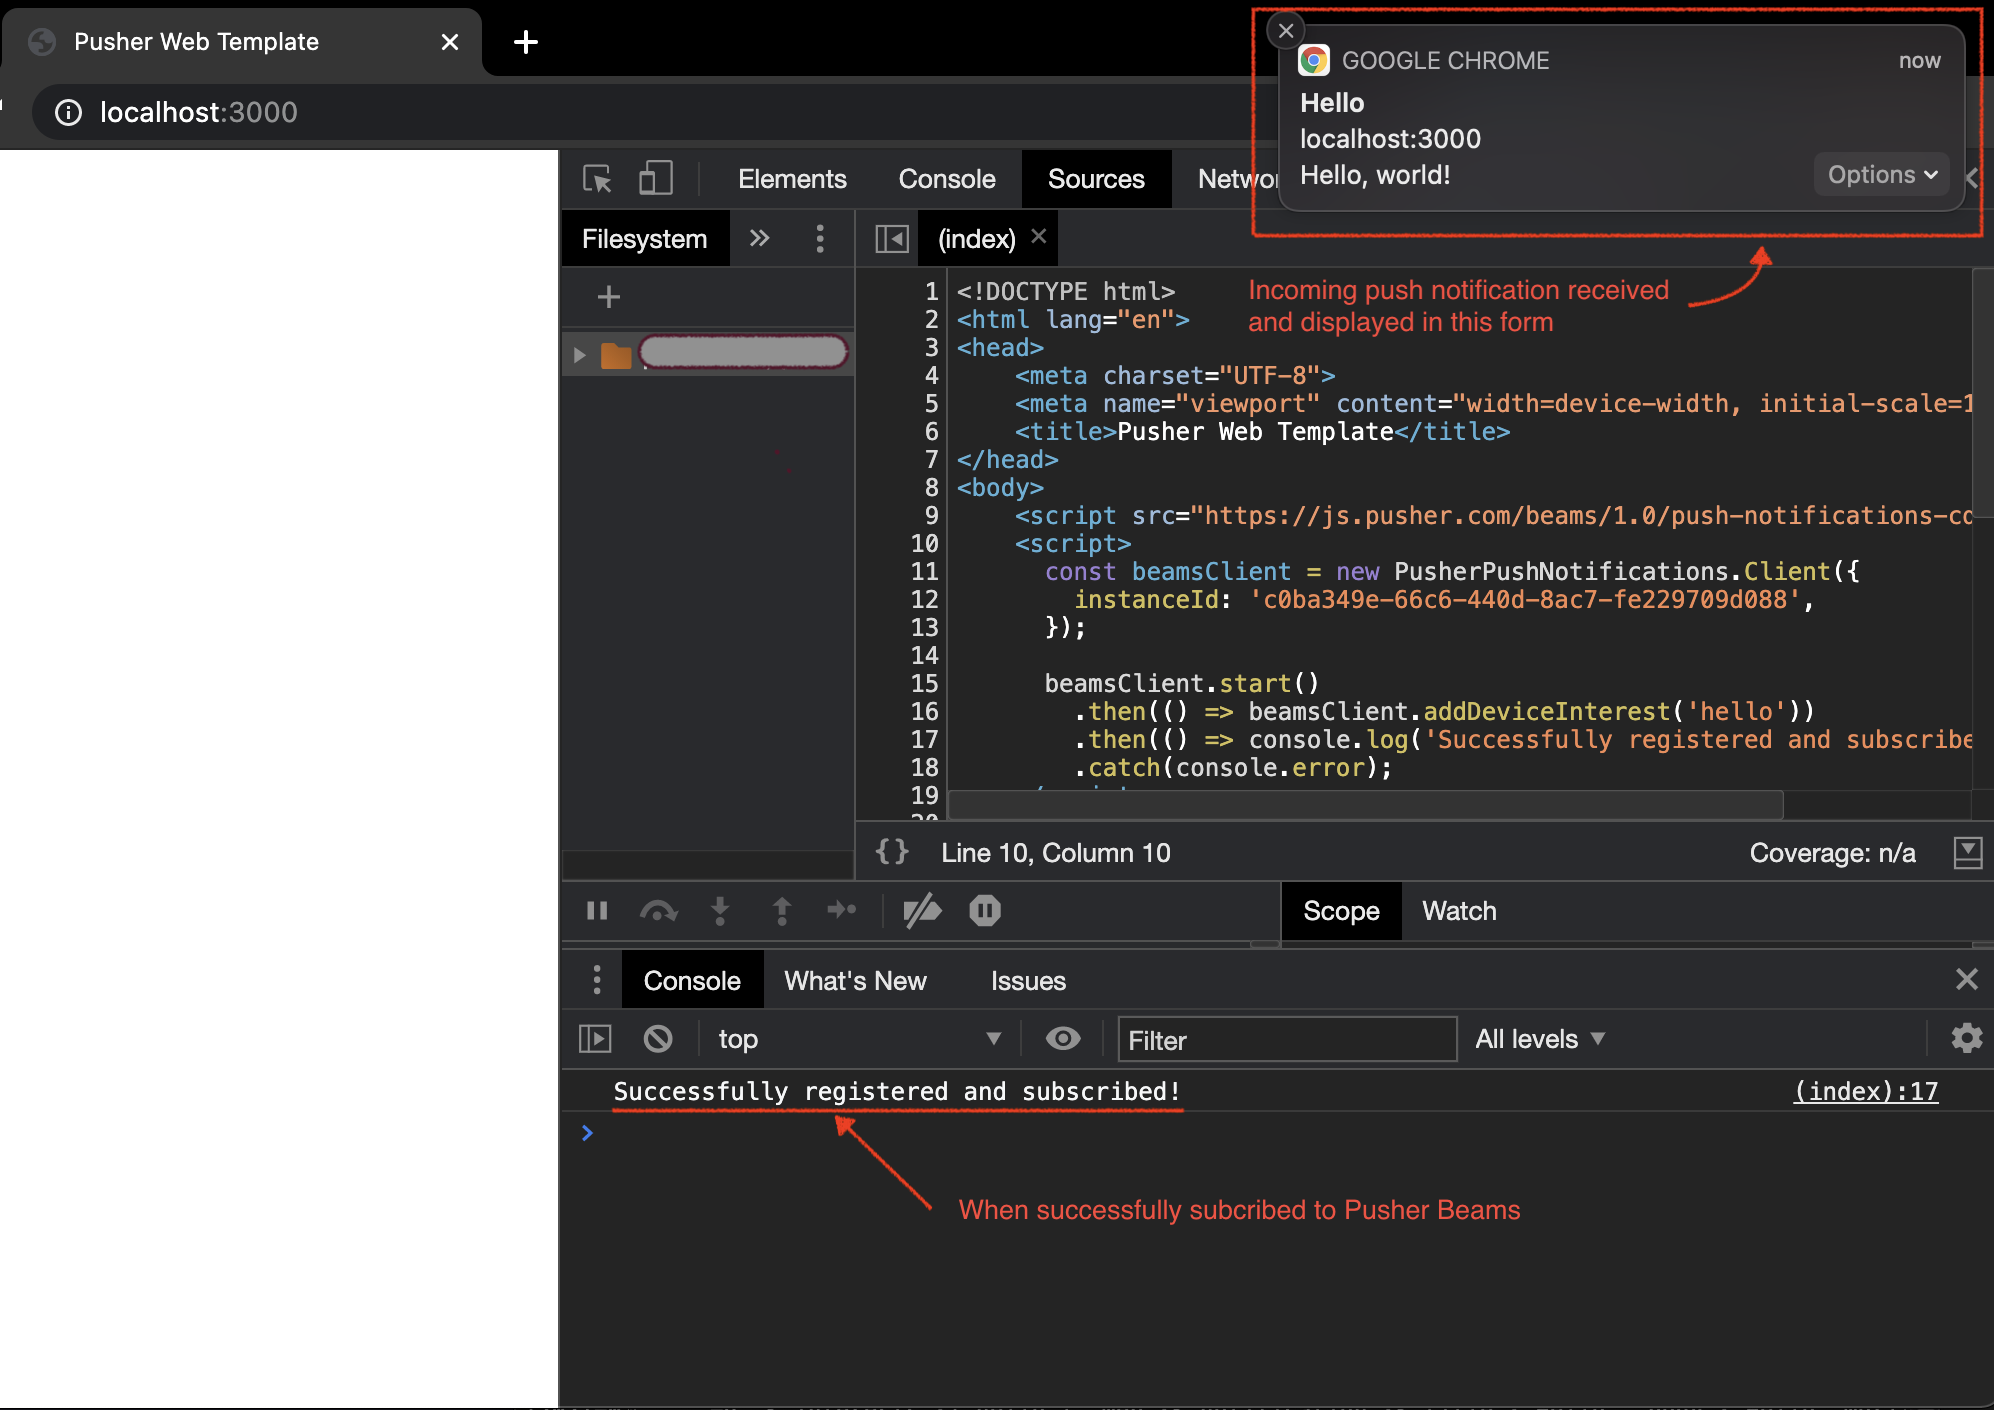 Pusher Web Template
localhost:3000
GOOGLE CHROME
now
Hello
localhost:3000
Hello, world!
Options
Elements
Console
Sources
Networ
Filesystem
(index)
Incoming push notification received
and displayed in this form
1 <!DOCTYPE html>
2 <html lang="en">
3 <head>
4 <meta charset="UTF-8">
5 <meta name="viewport" content="width=device-width, initial-scale=1
6 <title>Pusher Web Template</title>
7 </head>
8 <body>
9 <script src="https://js.pusher.com/beams/1.0/push-notifications-cd
10 <script>
11 const beamsClient = new PusherPushNotifications.Client({
12 instanceId: 'c0ba349e-66c6-440d-8ac7-fe229709d088',
13 });
14
15 beamsClient.start()
16 .then(() => beamsClient.addDeviceInterest('hello'))
17 .then(() => console.log('Successfully registered and subscribe
18 .catch(console.error);
19
{} Line 10, Column 10
Coverage: n/a
Scope
Watch
Console
What's New
Issues
top
Filter
All levels
Successfully registered and subscribed!
(index):17
When successfully subcribed to Pusher Beams